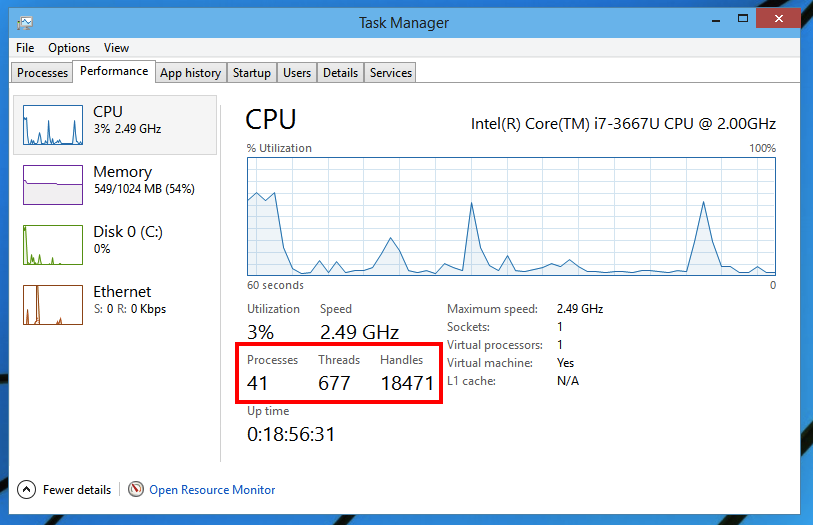 Task Manager
File Options View
Processes Performance App history Startup Users Details Services
CPU
3% 2.49 GHz
Memory
549/1024 MB (54%)
Disk 0 (C:)
0%
Ethernet
S: 0 R: 0 Kbps
CPU
Intel(R) Core(TM) i7-3667U CPU @ 2.00GHz
% Utilization
100%
60 seconds
0
Utilization Speed
3% 2.49 GHz
Processes Threads Handles
41 677 18471
Up time
0:18:56:31
Maximum speed: 2.49 GHz
Sockets: 1
Virtual processors: 1
Virtual machine: Yes
L1 cache: N/A
Fewer details
Open Resource Monitor